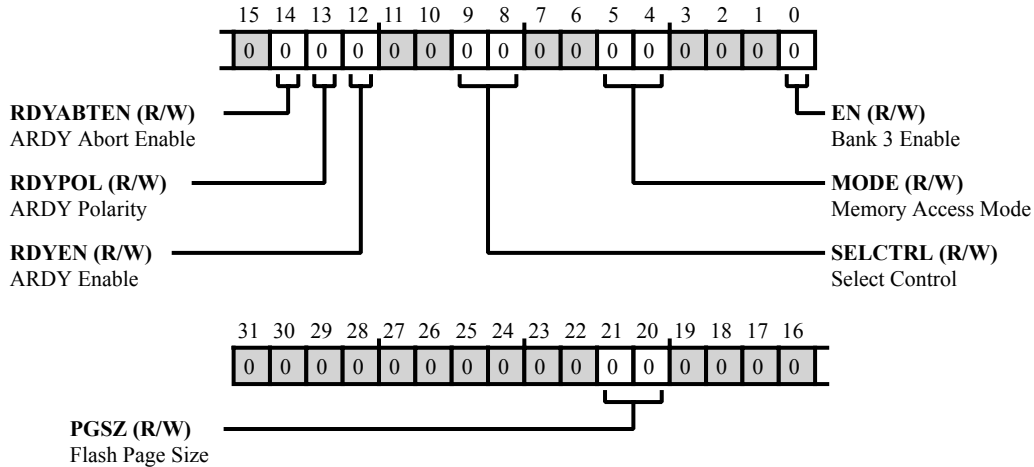 15 14 13 12 11 10 9 8 7 6 5 4 3 2 1 0
0 0 0 0 0 0 0 0 0 0 0 0 0 0 0 0
RDYABTEN (R/W)
ARDY Abort Enable
RDYPOL (R/W)
ARDY Polarity
RDYEN (R/W)
ARDY Enable
EN (R/W)
Bank 3 Enable
MODE (R/W)
Memory Access Mode
SELCTRL (R/W)
Select Control
31 30 29 28 27 26 25 24 23 22 21 20 19 18 17 16
0 0 0 0 0 0 0 0 0 0 0 0 0 0 0 0
PGSZ (R/W)
Flash Page Size